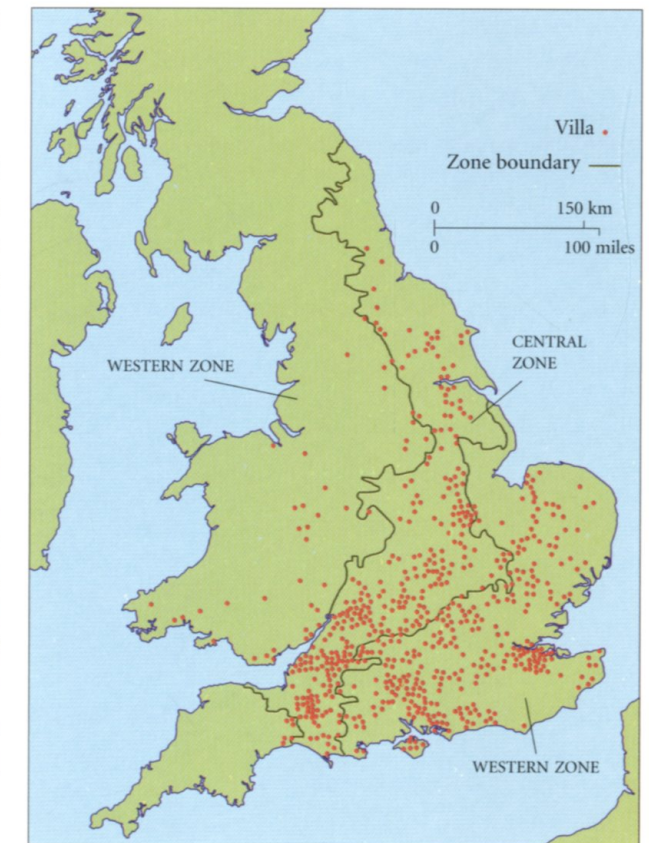 Villa
Zone boundary
0 150 km
0 100 miles
CENTRAL
ZONE
WESTERN ZONE
WESTERN ZONE